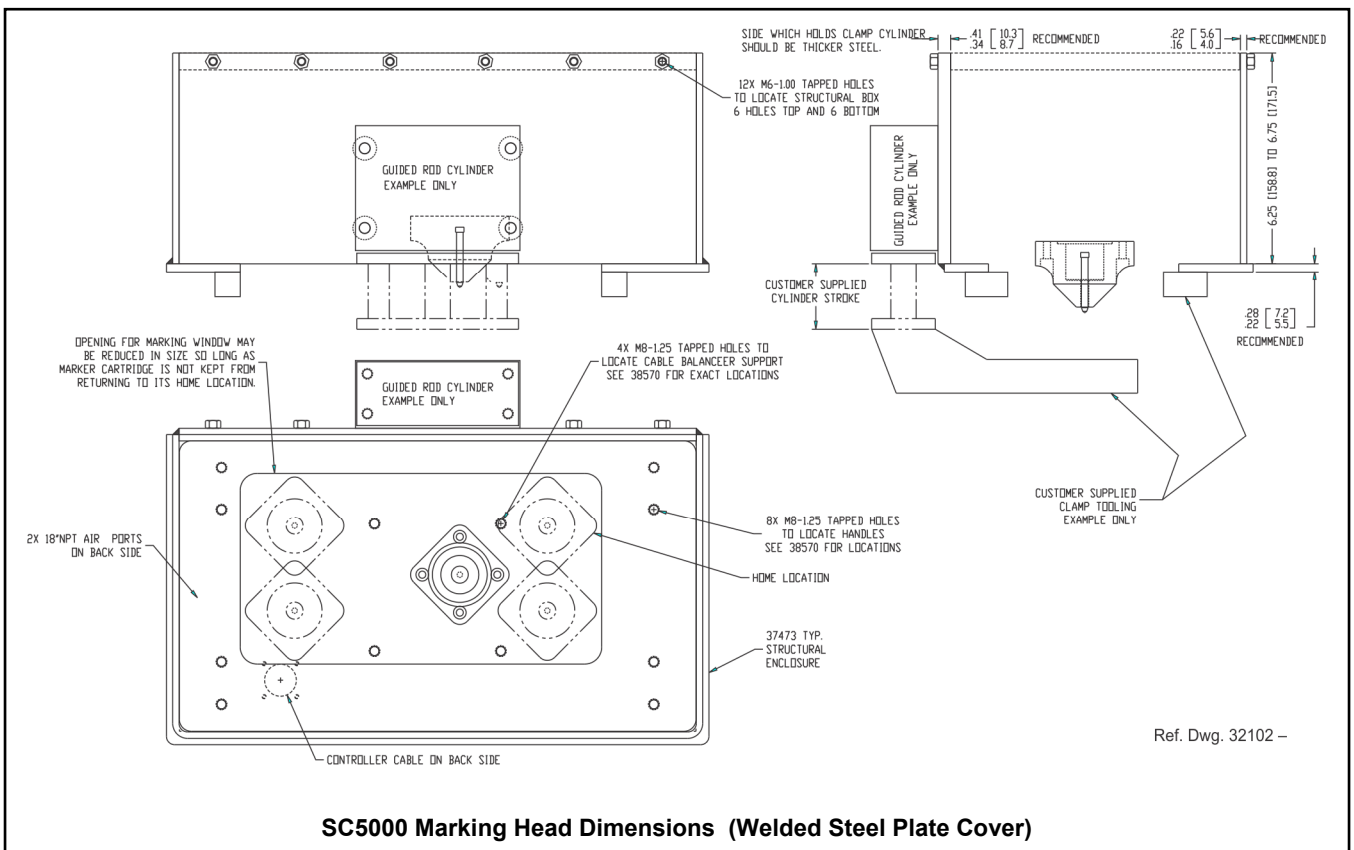 SIDE WHICH HOLDS CLAMP CYLINDER
SHOULD BE THICKER STEEL.
.41 [ 10.3 ]
.34 [ 8.7 ]
RECOMMENDED
.22 [ 5.6 ]
.16 [ 4.0 ]
RECOMMENDED
12X M6-1.00 TAPPED HOLES
TO LOCATE STRUCTURAL BOX
6 HOLES TOP AND 6 BOTTOM
GUIDED ROD CYLINDER
EXAMPLE ONLY
GUIDED ROD CYLINDER
EXAMPLE ONLY
6.25 [158.8] TO 6.75 [171.5]
CUSTOMER SUPPLIED
CYLINDER STROKE
.28 [ 7.2 ]
.22 [ 5.5 ]
RECOMMENDED
OPENING FOR MARKING WINDOW MAY
BE REDUCED IN SIZE SO LONG AS
MARKER CARTRIDGE IS NOT KEPT FROM
RETURNING TO ITS HOME LOCATION.
4X M8-1.25 TAPPED HOLES TO
LOCATE CABLE BALANCEER SUPPORT
SEE 38570 FOR EXACT LOCATIONS
GUIDED ROD CYLINDER
EXAMPLE ONLY
CUSTOMER SUPPLIED
CLAMP TOOLING
EXAMPLE ONLY
2X 18"NPT AIR PORTS
ON BACK SIDE
8X M8-1.25 TAPPED HOLES
TO LOCATE HANDLES
SEE 38570 FOR LOCATIONS
HOME LOCATION
37473 TYP.
STRUCTURAL
ENCLOSURE
CONTROLLER CABLE ON BACK SIDE
Ref. Dwg. 32102 –
SC5000 Marking Head Dimensions (Welded Steel Plate Cover)